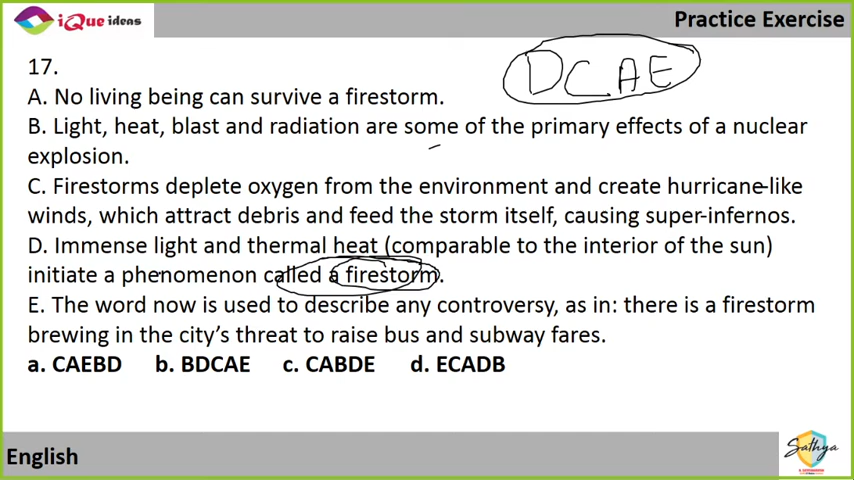 iQue ideas
Practice Exercise
DCAE
17.
A. No living being can survive a firestorm.
B. Light, heat, blast and radiation are some of the primary effects of a nuclear
explosion.
C. Firestorms deplete oxygen from the environment and create hurricane-like
winds, which attract debris and feed the storm itself, causing super-infernos.
D. Immense light and thermal heat (comparable to the interior of the sun)
initiate a phenomenon called a firestorm.
E. The word now is used to describe any controversy, as in: there is a firestorm
brewing in the city's threat to raise bus and subway fares.
a. CAEBD b. BDCAE c. CABDE d. ECADB
English
Sathya